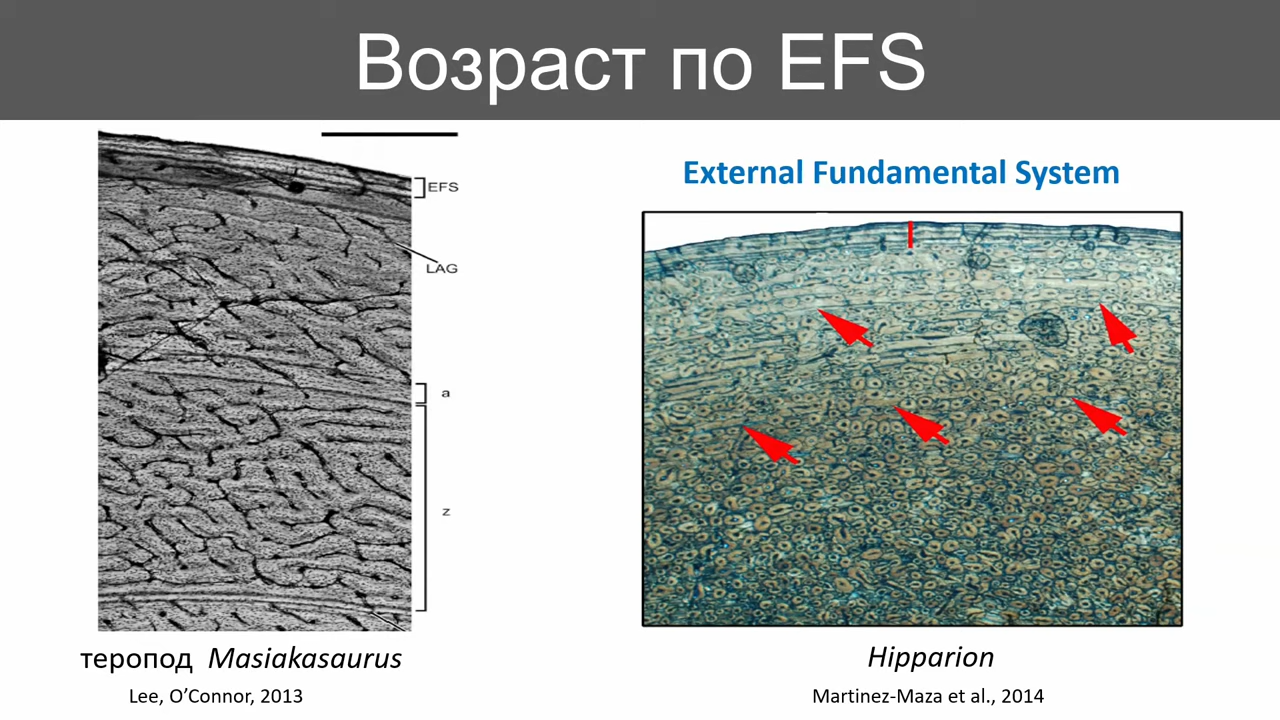 Возраст по EFS
EFS
LAG
a
z
теропод Masiakasaurus
Lee, O’Connor, 2013
External Fundamental System
Hipparion
Martinez-Maza et al., 2014